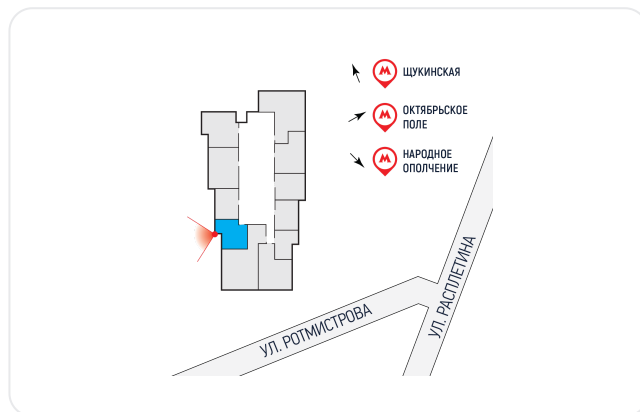 М ЩУКИНСКАЯ
М ОКТЯБРЬСКОЕ
ПОЛЕ
М НАРОДНОЕ
ОПОЛЧЕНИЕ
УЛ. РОТМИСТРОВА
УЛ. РАСПЛЕТИНА